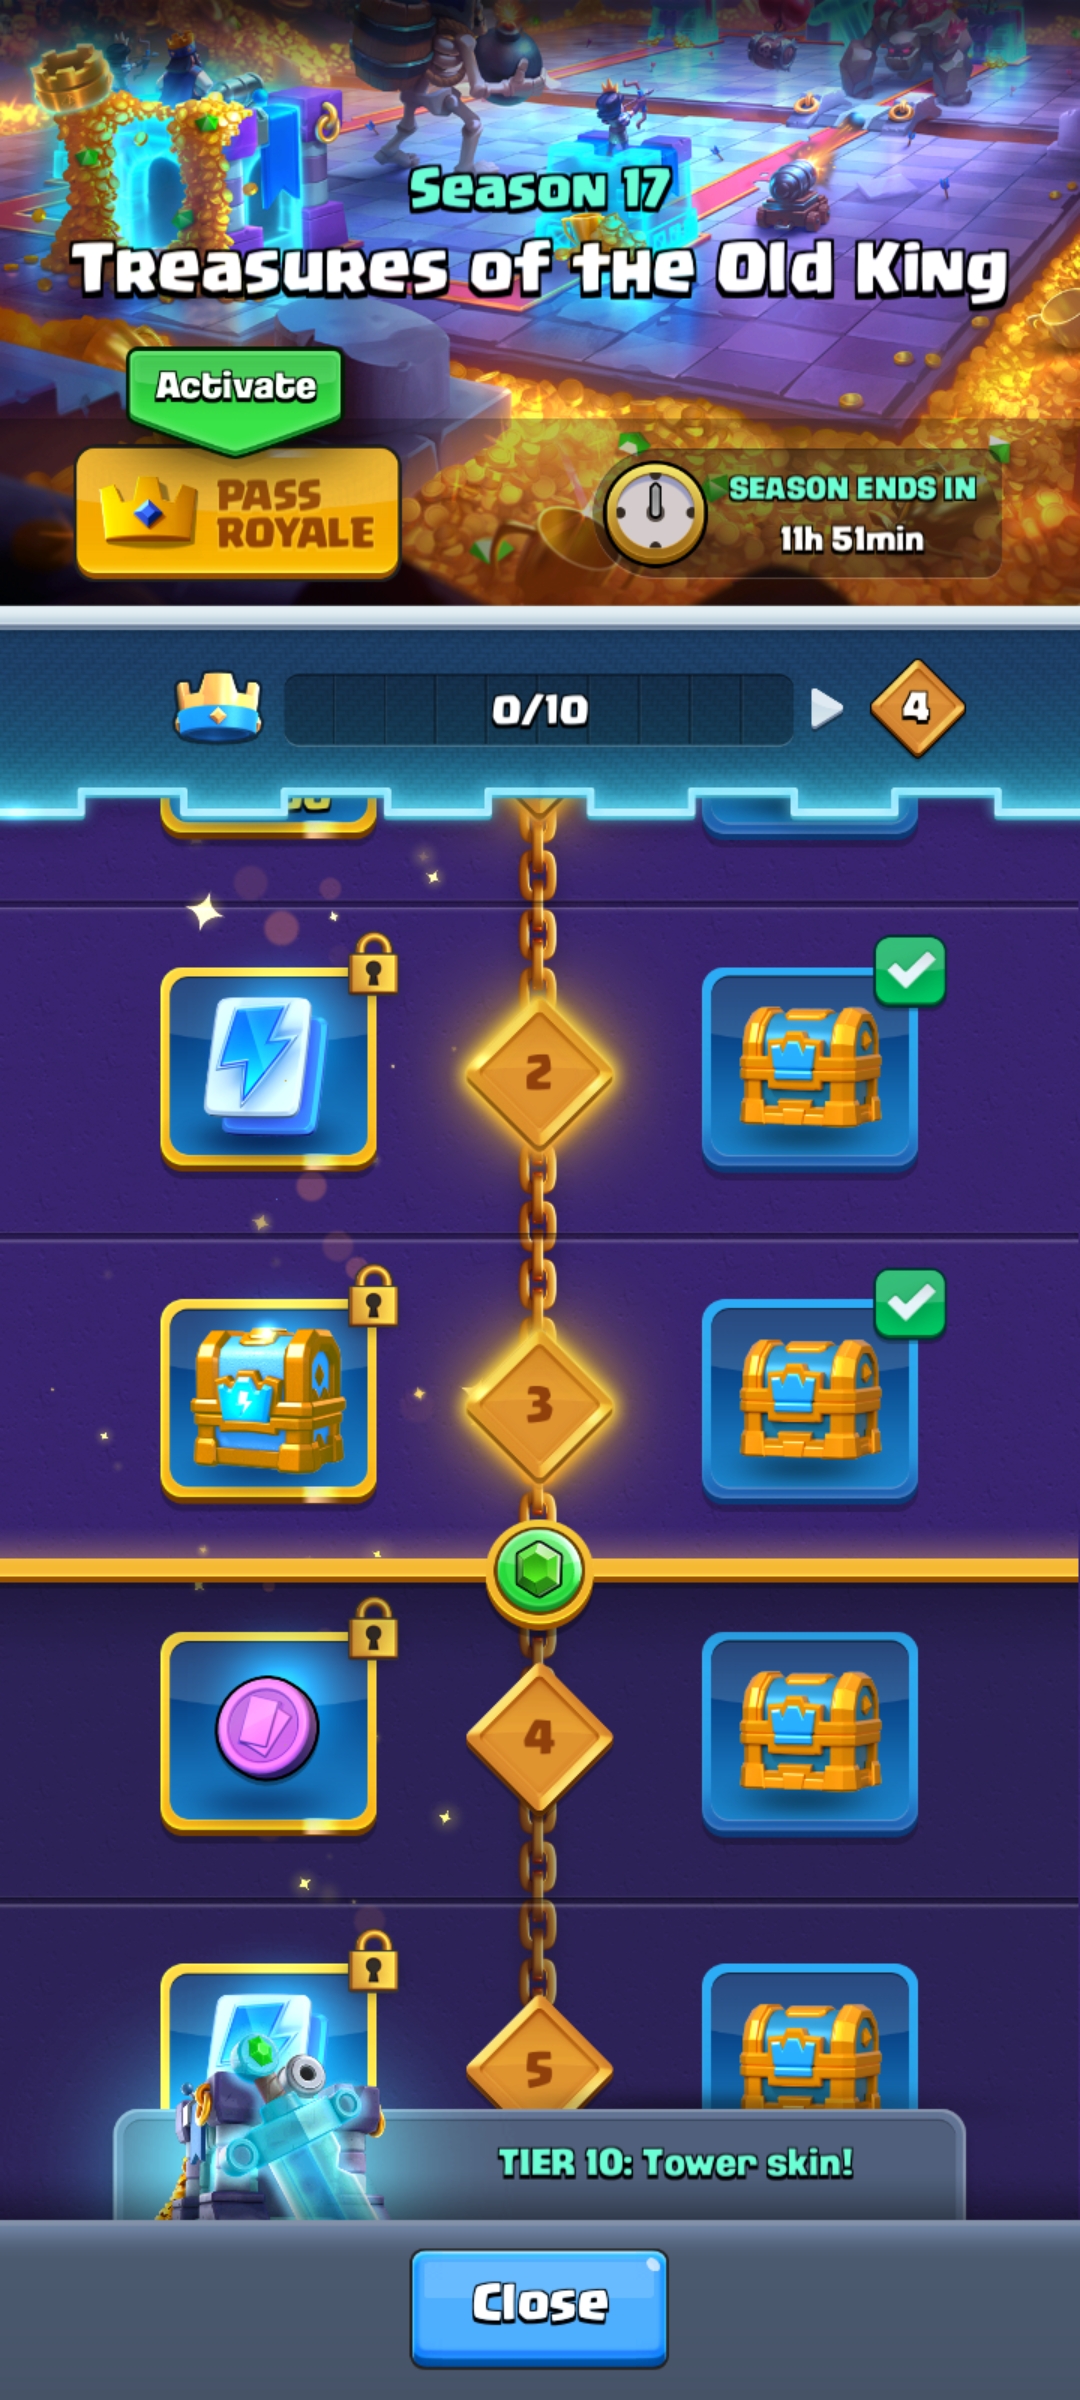 Season 17
Treasures of the Old King
Activate
PASS
ROYALE
SEASON ENDS IN
11h 51min
0/10
4
2
3
4
5
TIER 10: Tower skin!
Close